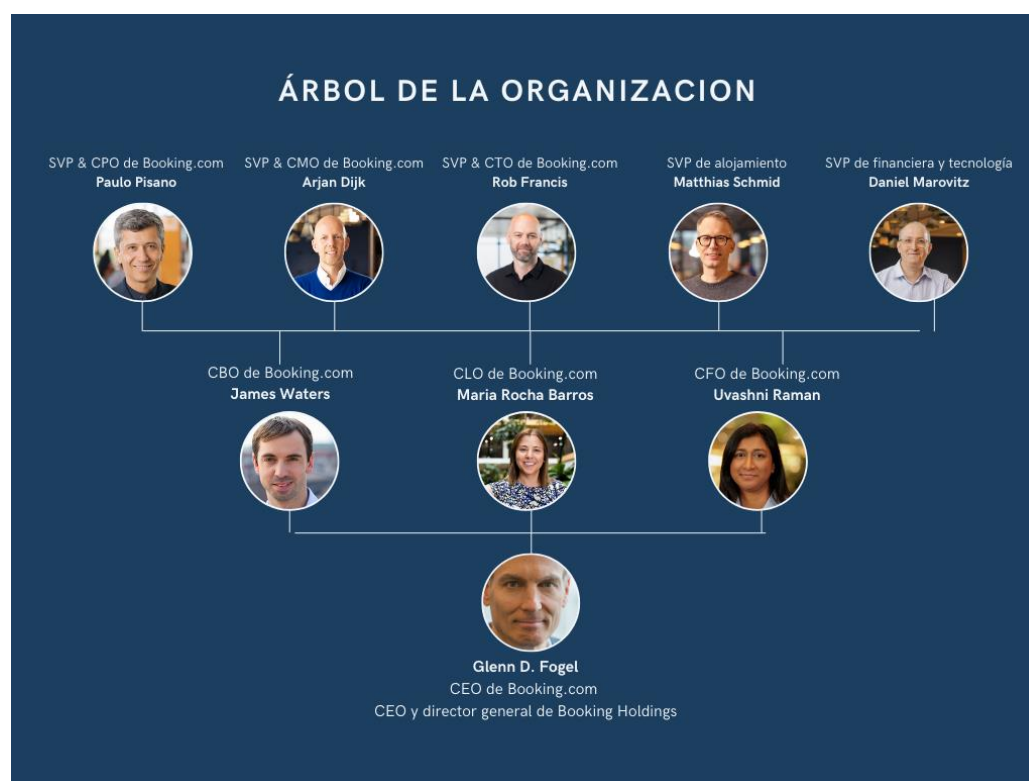 ÁRBOL DE LA ORGANIZACION
SVP & CPO de Booking.com
Paulo Pisano
SVP & CMO de Booking.com
Arjan Dijk
SVP & CTO de Booking.com
Rob Francis
SVP de alojamiento
Matthias Schmid
SVP de financiera y tecnología
Daniel Marovitz
CBO de Booking.com
James Waters
CLO de Booking.com
Maria Rocha Barros
CFO de Booking.com
Uvashni Raman
Glenn D. Fogel
CEO de Booking.com
CEO y director general de Booking Holdings